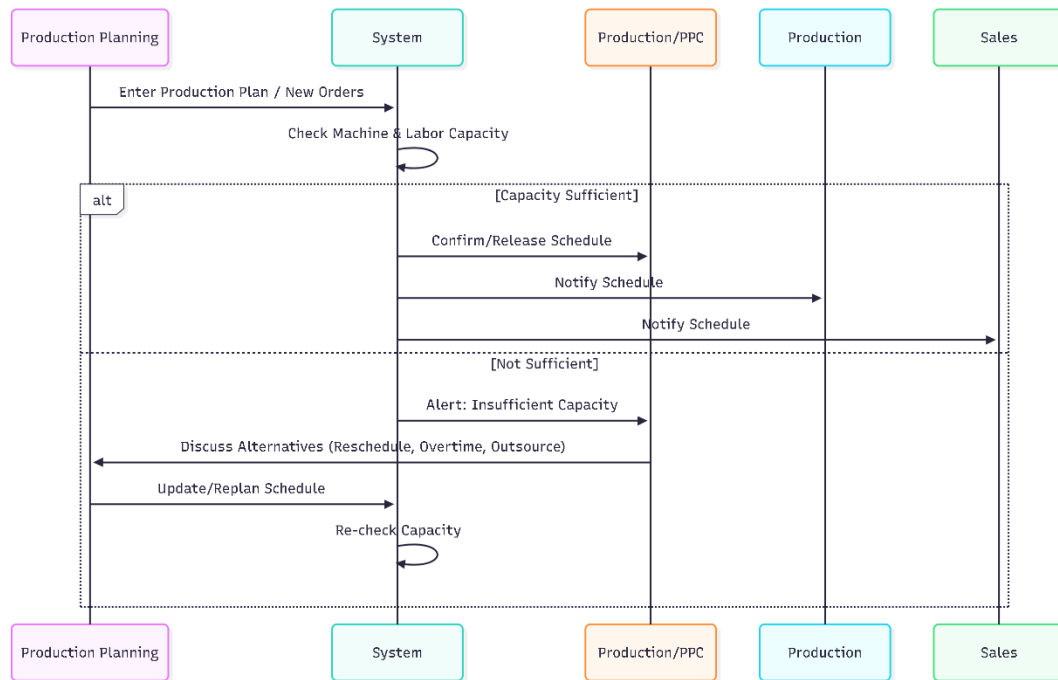 Production Planning
System
Production/PPC
Production
Sales
Enter Production Plan / New Orders
Check Machine & Labor Capacity
alt
[Capacity Sufficient]
Confirm/Release Schedule
Notify Schedule
Notify Schedule
[Not Sufficient]
Alert: Insufficient Capacity
Discuss Alternatives (Reschedule, Overtime, Outsource)
Update/Replan Schedule
Re-check Capacity
Production Planning
System
Production/PPC
Production
Sales